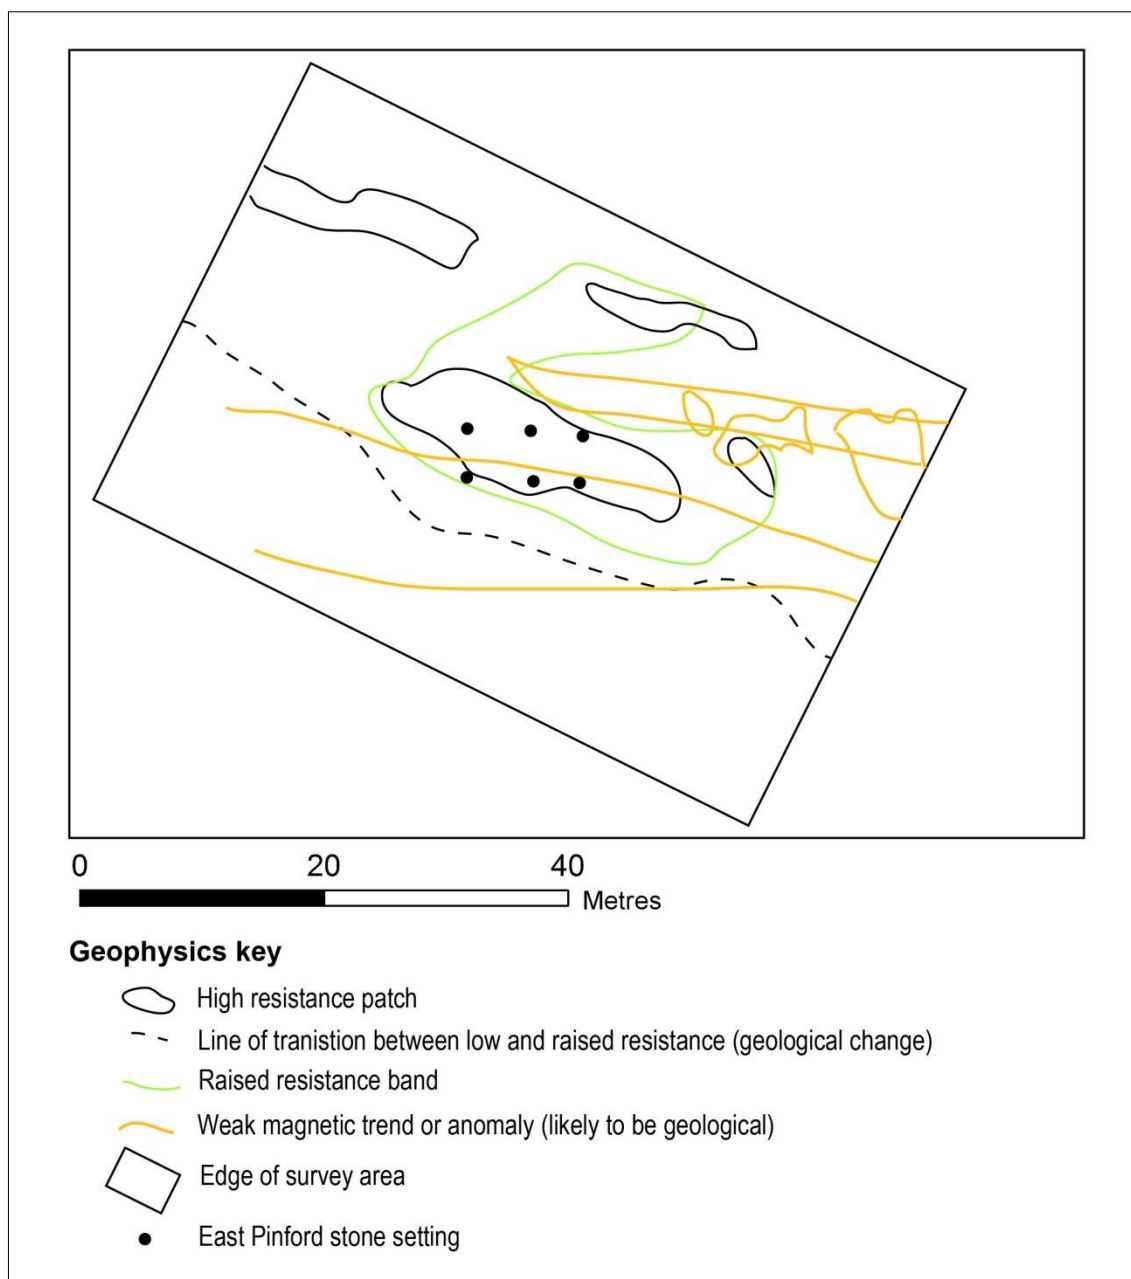 0 20 40
Metres
Geophysics key
High resistance patch
Line of tranistion between low and raised resistance (geological change)
Raised resistance band
Weak magnetic trend or anomaly (likely to be geological)
Edge of survey area
East Pinford stone setting